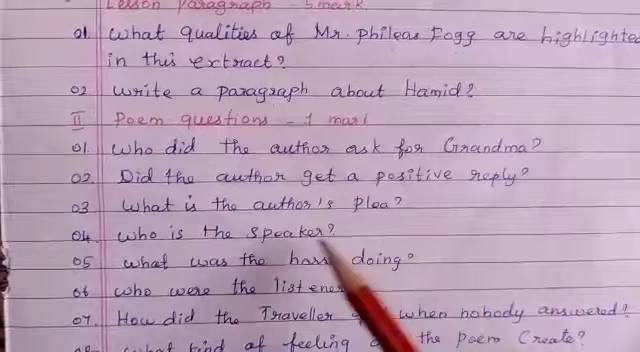 Lesson Paragraph - 5 mark
01. What qualities of Mr. Phileas Fogg are highlighted
in this extract?
02 Write a paragraph about Hamid?
II Poem questions - 1 mark
01. Who did the author ask for Grandma?
02. Did the author get a positive reply?
03 What is the author's plea?
04. Who is the speaker?
05 What was the doing?
06 Who were the
07. How did the Traveller when nobody answered?
What kind of feeling the poem Create?